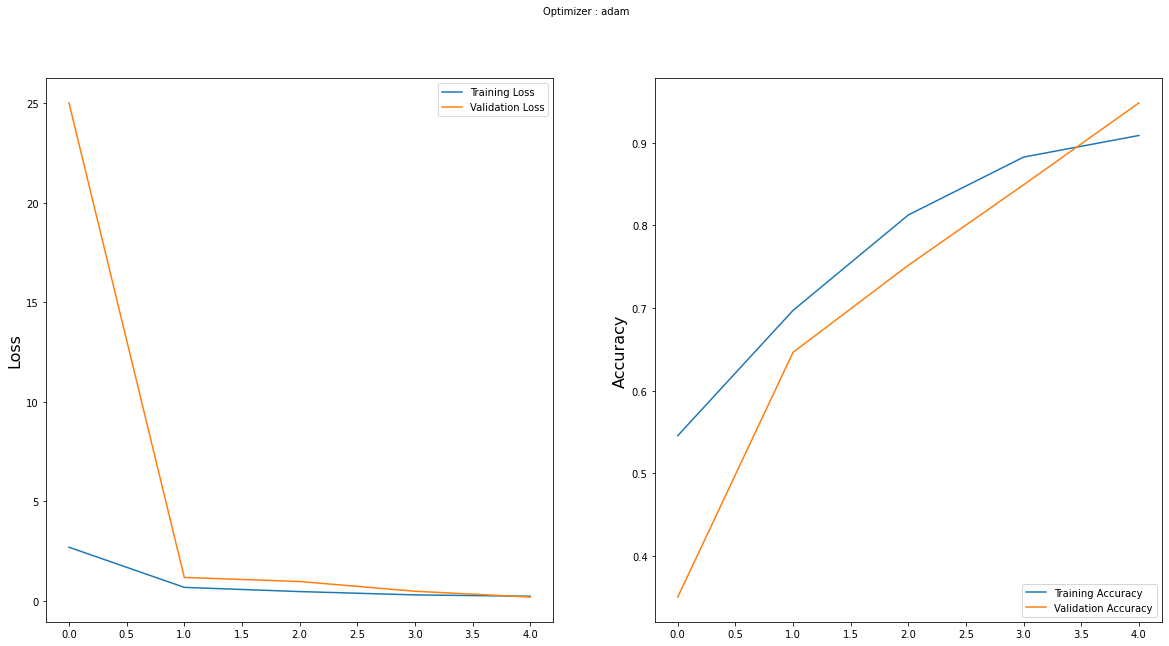 Optimizer : adam
Training Loss
Validation Loss
25
20
15
10
5
0
Loss
0.0 0.5 1.0 1.5 2.0 2.5 3.0 3.5 4.0
0.9
0.8
0.7
0.6
0.5
0.4
Accuracy
Training Accuracy
Validation Accuracy
0.0 0.5 1.0 1.5 2.0 2.5 3.0 3.5 4.0